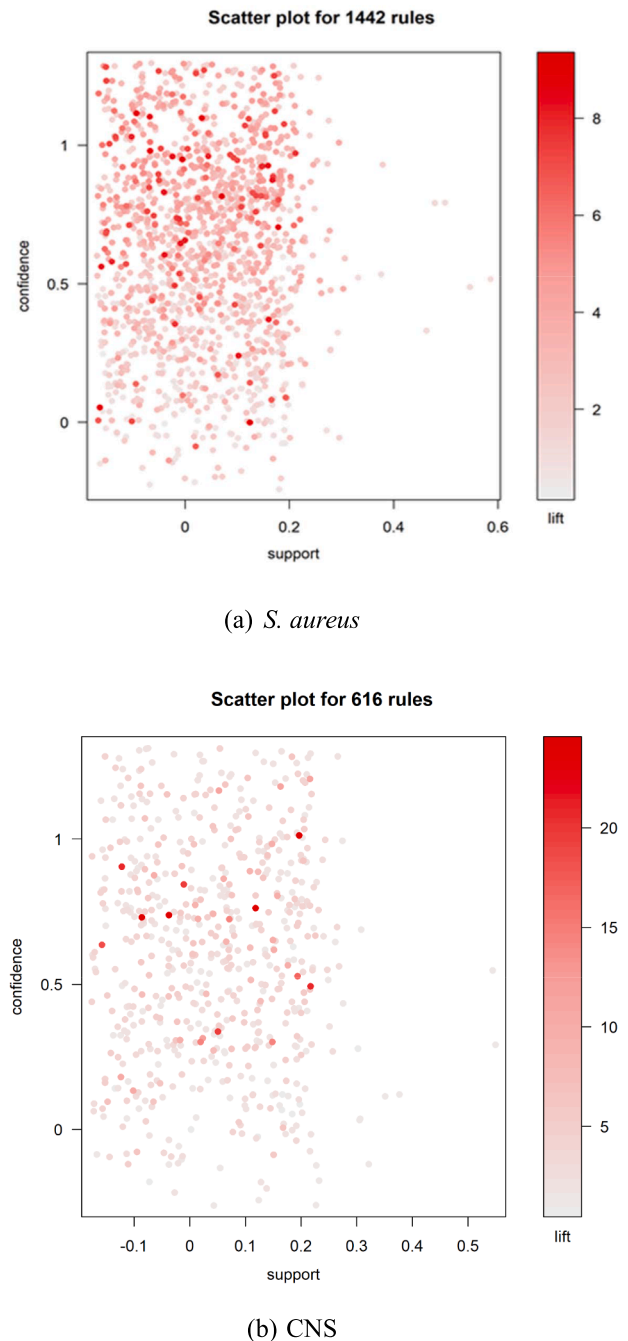 Scatter plot for 1442 rules
confidence
1
0.5
0
0 0.2 0.4 0.6
support
8
6
4
2
lift
(a) S. aureus
Scatter plot for 616 rules
confidence
1
0.5
0
-0.1 0 0.1 0.2 0.3 0.4 0.5
support
20
15
10
5
lift
(b) CNS